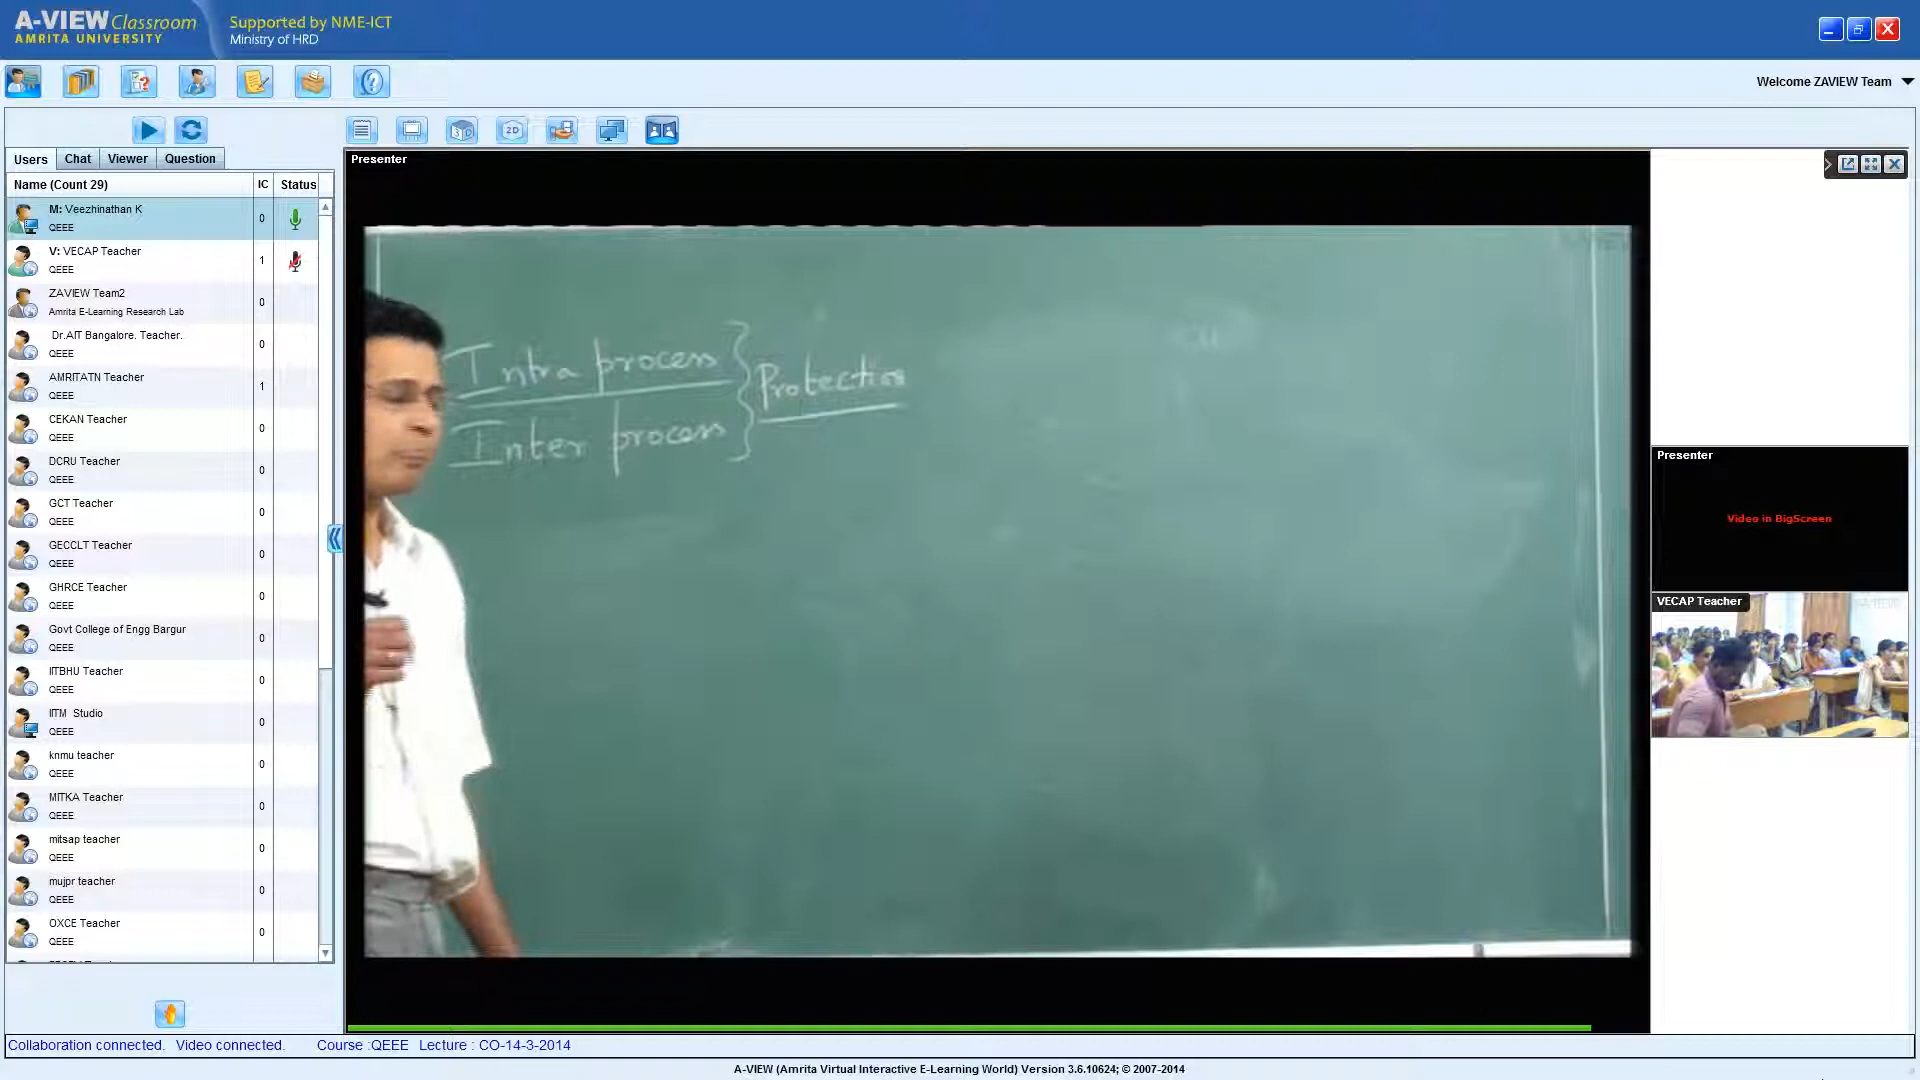 A-VIEW Classroom
AMRITA UNIVERSITY
Supported by NME-ICT
Ministry of HRD
Welcome ZAVIEW Team
Users Chat Viewer Question
Name (Count 29) IC Status
M: Veezhinathan K
QEEE
0
V: VECAP Teacher
QEEE
1
ZAVIEW Team2
Amrita E-Learning Research Lab
0
Dr.AIT Bangalore. Teacher.
QEEE
0
AMRITATN Teacher
QEEE
1
CEKAN Teacher
QEEE
0
DCRU Teacher
QEEE
0
GCT Teacher
QEEE
0
GECCLT Teacher
QEEE
0
GHRCE Teacher
QEEE
0
Govt College of Engg Bargur
QEEE
0
IITBHU Teacher
QEEE
0
IITM Studio
QEEE
0
knmu teacher
QEEE
0
MITKA Teacher
QEEE
0
mitsap teacher
QEEE
0
mujpr teacher
QEEE
0
OXCE Teacher
QEEE
0
3D
2D
Presenter
Intra process
Inter process
Protection
Presenter
Video in BigScreen
VECAP Teacher
Collaboration connected. Video connected. Course :QEEE Lecture : CO-14-3-2014
A-VIEW (Amrita Virtual Interactive E-Learning World) Version 3.6.10624; © 2007-2014